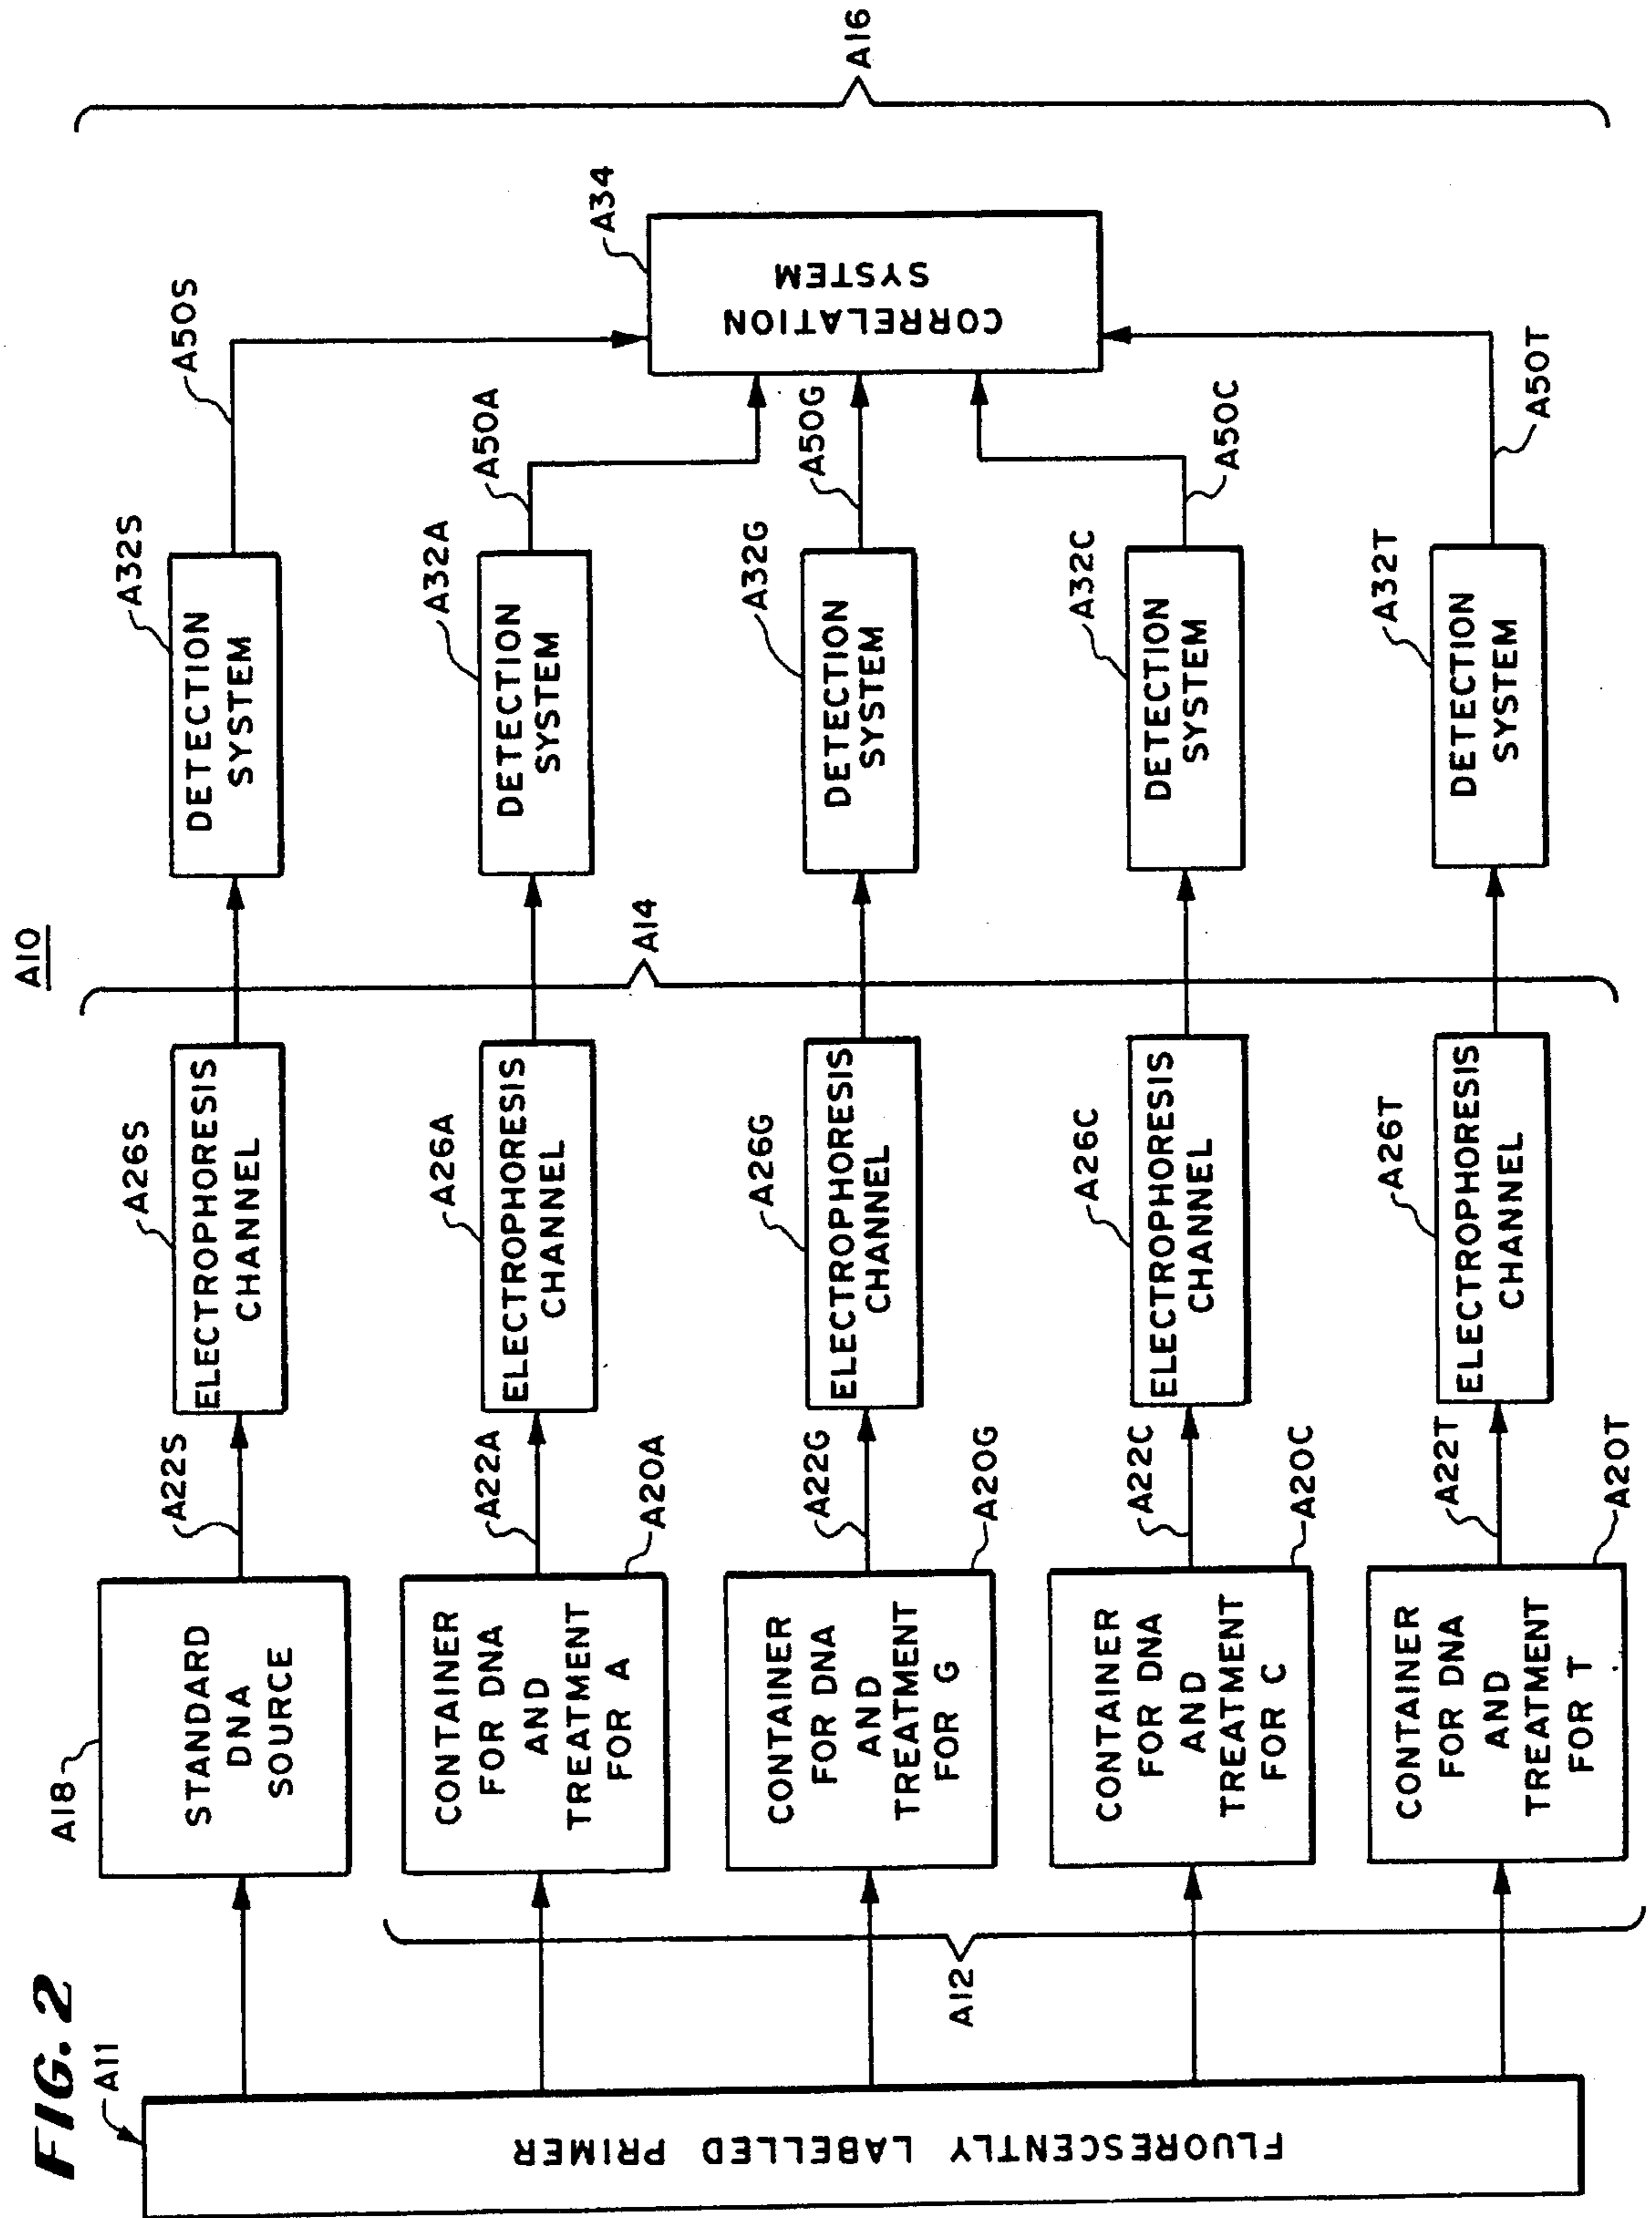 FIG. 2
A10
A11
FLUORESCENTLY LABELLED PRIMER
A12
A18
STANDARD
DNA
SOURCE
A22S
A26S
ELECTROPHORESIS
CHANNEL
A32S
DETECTION
SYSTEM
A50S
CONTAINER
FOR DNA
AND
TREATMENT
FOR A
A20A
A22A
A26A
ELECTROPHORESIS
CHANNEL
A32A
DETECTION
SYSTEM
A50A
CONTAINER
FOR DNA
AND
TREATMENT
FOR G
A20G
A22G
A26G
ELECTROPHORESIS
CHANNEL
A32G
DETECTION
SYSTEM
A50G
CONTAINER
FOR DNA
AND
TREATMENT
FOR C
A20C
A22C
A26C
ELECTROPHORESIS
CHANNEL
A32C
DETECTION
SYSTEM
A50C
CONTAINER
FOR DNA
AND
TREATMENT
FOR T
A20T
A22T
A26T
ELECTROPHORESIS
CHANNEL
A32T
DETECTION
SYSTEM
A50T
A14
A34
CORRELATION
SYSTEM
A16